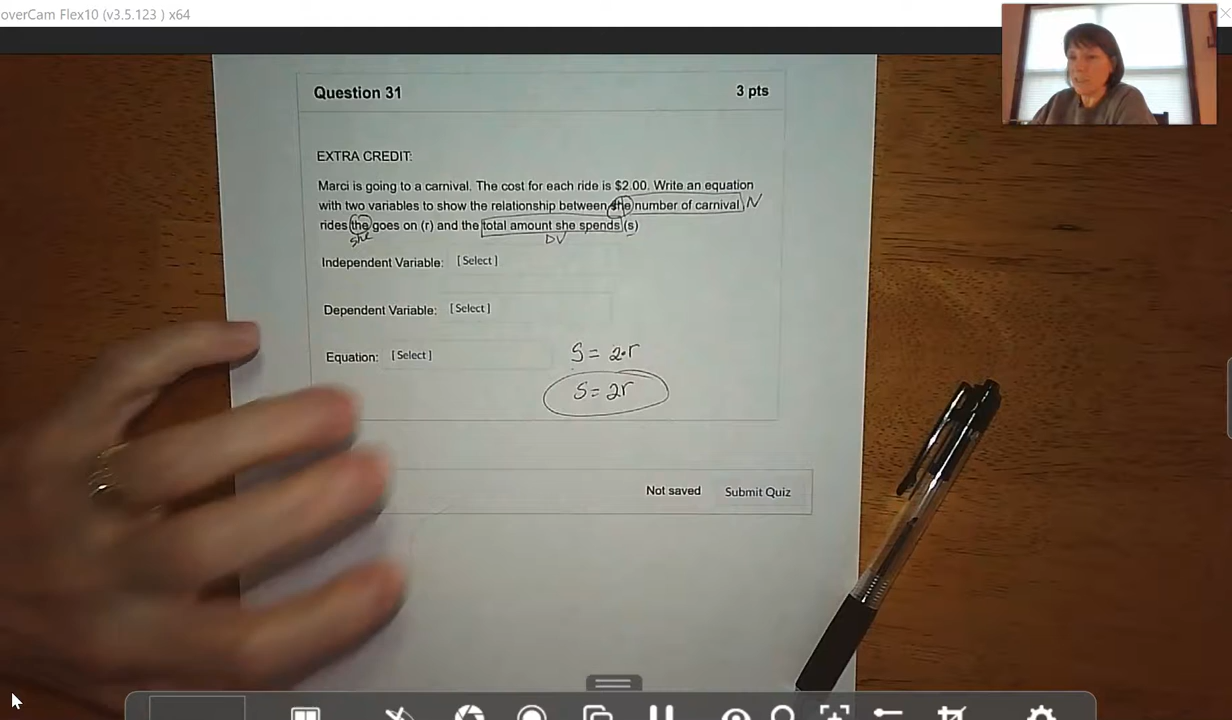 overCam Flex10 (v3.5.123 ) x64
Question 31 3 pts
EXTRA CREDIT:
Marci is going to a carnival. The cost for each ride is $2.00. Write an equation
with two variables to show the relationship between the number of carnival
rides the goes on (r) and the total amount she spends (s)
she DV
Independent Variable: [ Select ]
Dependent Variable: [ Select ]
Equation: [ Select ] S = 2·r
S = 2r
Not saved Submit Quiz